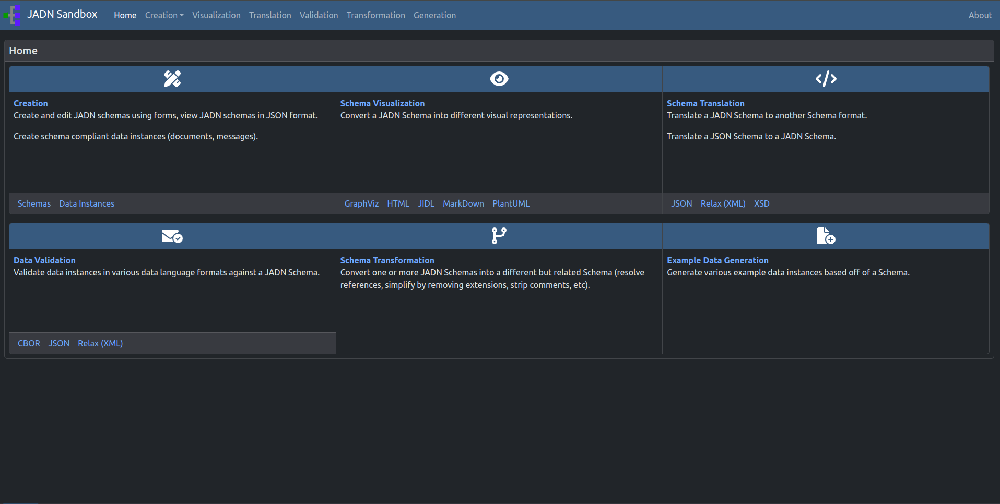 JADN Sandbox Home Creation Visualization Translation Validation Transformation Generation About
Home
Creation
Create and edit JADN schemas using forms, view JADN schemas in JSON format.
Create schema compliant data instances (documents, messages).
Schemas Data Instances
Schema Visualization
Convert a JADN Schema into different visual representations.
GraphViz HTML JIDL MarkDown PlantUML
Schema Translation
Translate a JADN Schema to another Schema format.
Translate a JSON Schema to a JADN Schema.
JSON Relax (XML) XSD
Data Validation
Validate data instances in various data language formats against a JADN Schema.
CBOR JSON Relax (XML)
Schema Transformation
Convert one or more JADN Schemas into a different but related Schema (resolve
references, simplify by removing extensions, strip comments, etc).
Example Data Generation
Generate various example data instances based off of a Schema.